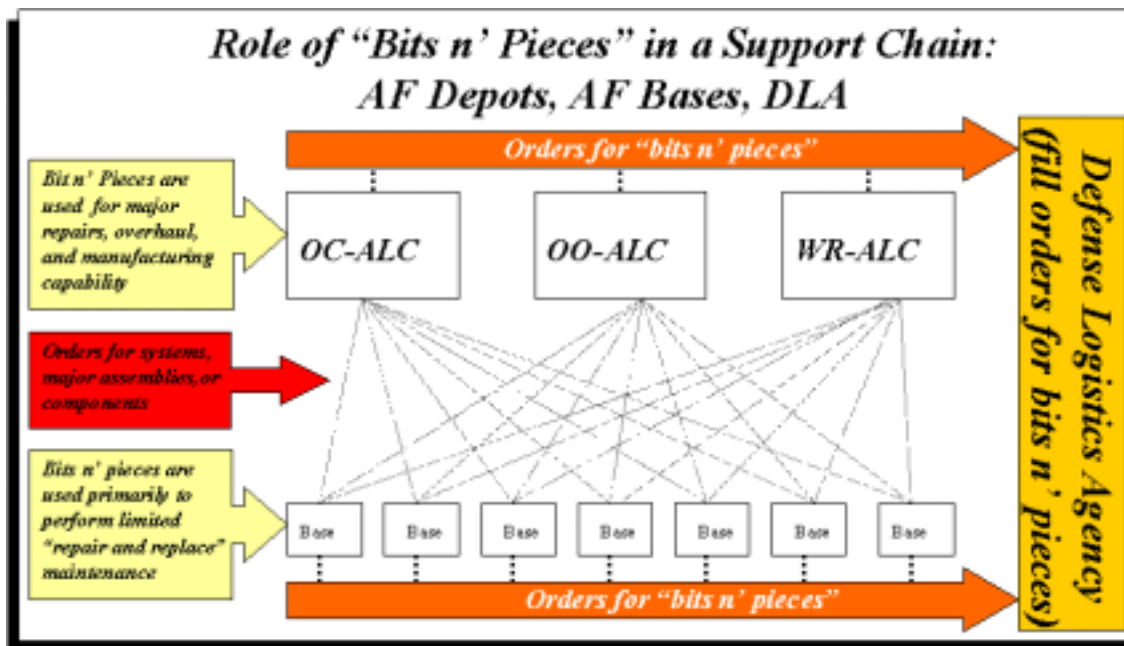 Role of “Bits n’ Pieces” in a Support Chain:
AF Depots, AF Bases, DLA
Orders for “bits n’ pieces”
Bit n’ Pieces are
used for major
repairs, overhaul,
and manufacturing
capability
OC-ALC
OO-ALC
WR-ALC
Orders for systems,
major assemblies, or
components
Bits n’ pieces are
used primarily to
perform limited
“repair and replace”
maintenance
Base
Base
Base
Base
Base
Base
Base
Orders for “bits n’ pieces”
Defense Logistics Agency
(fill orders for bits n’ pieces)